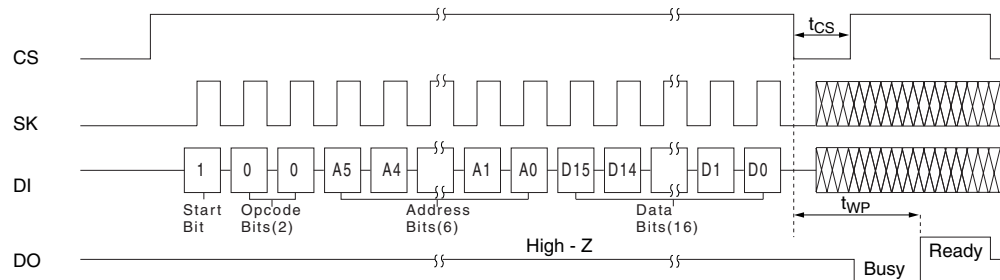 CS
tCS
SK
DI
1 0 0 A5 A4 A1 A0 D15 D14 D1 D0
Start Bit
Opcode Bits(2)
Address Bits(6)
Data Bits(16)
tWP
DO
High - Z
Busy
Ready